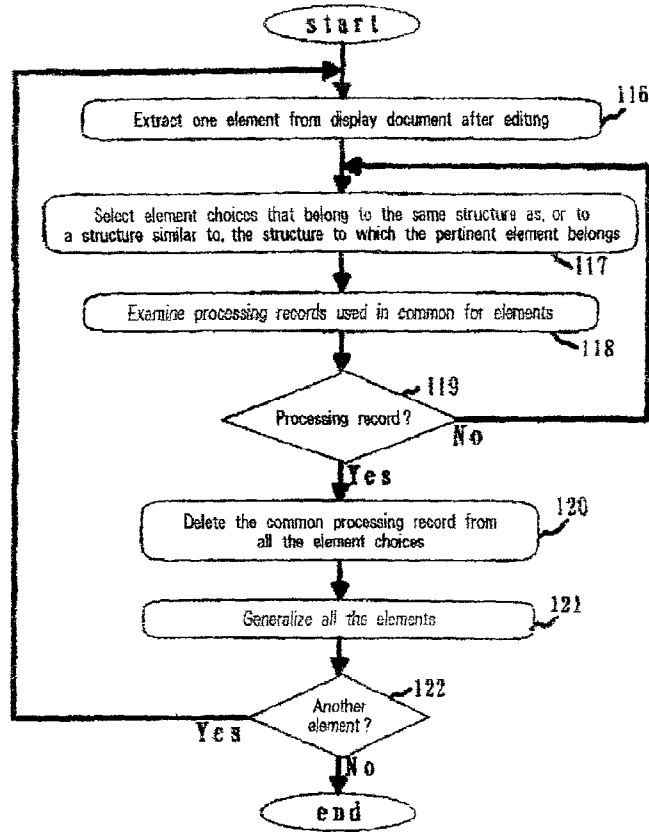 start
116
Extract one element from display document after editing
Select element choices that belong to the same structure as, or to
a structure similar to, the structure to which the pertinent element belongs
117
Examine processing records used in common for elements
118
119
Processing record?
No
Yes
120
Delete the common processing record from
all the element choices
121
Generalize all the elements
122
Another
element?
Yes
No
end